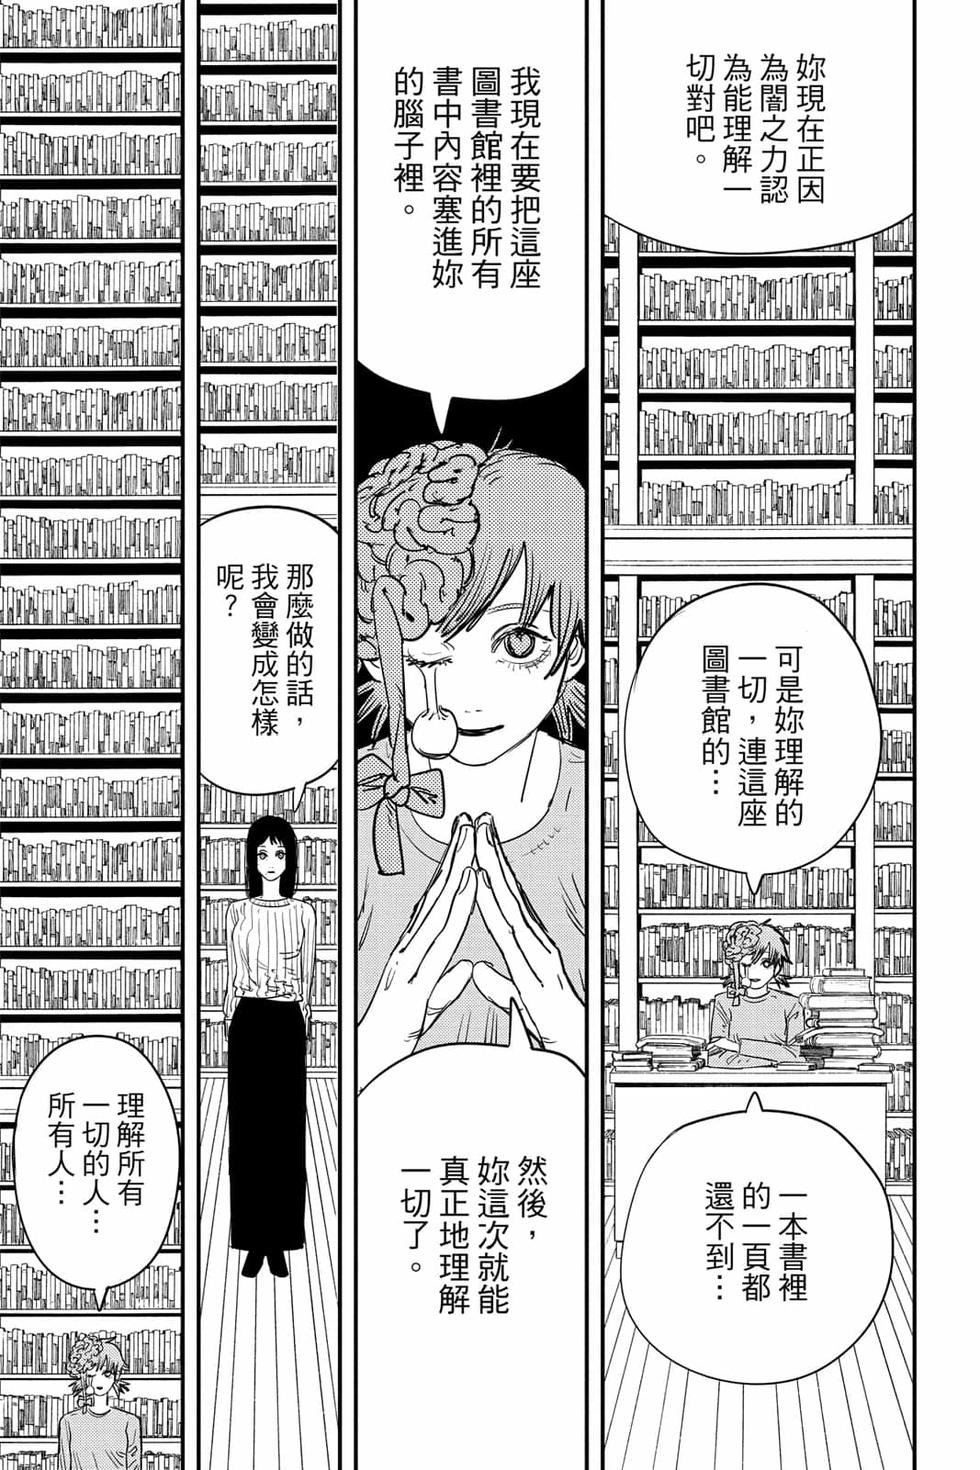 妳現在正因
為闇之力認
為能理解一
切對吧。
可是妳理解的
一切，連這座
圖書館的…
一本書裡
的一頁都
還不到…
我現在要把這座
圖書館裡的所有
書中內容塞進妳
的腦子裡。
然後，
妳這次就能
真正地理解
一切了。
那麼做的話，
我會變成怎樣
呢？
理解所有
一切的人…
所有人…